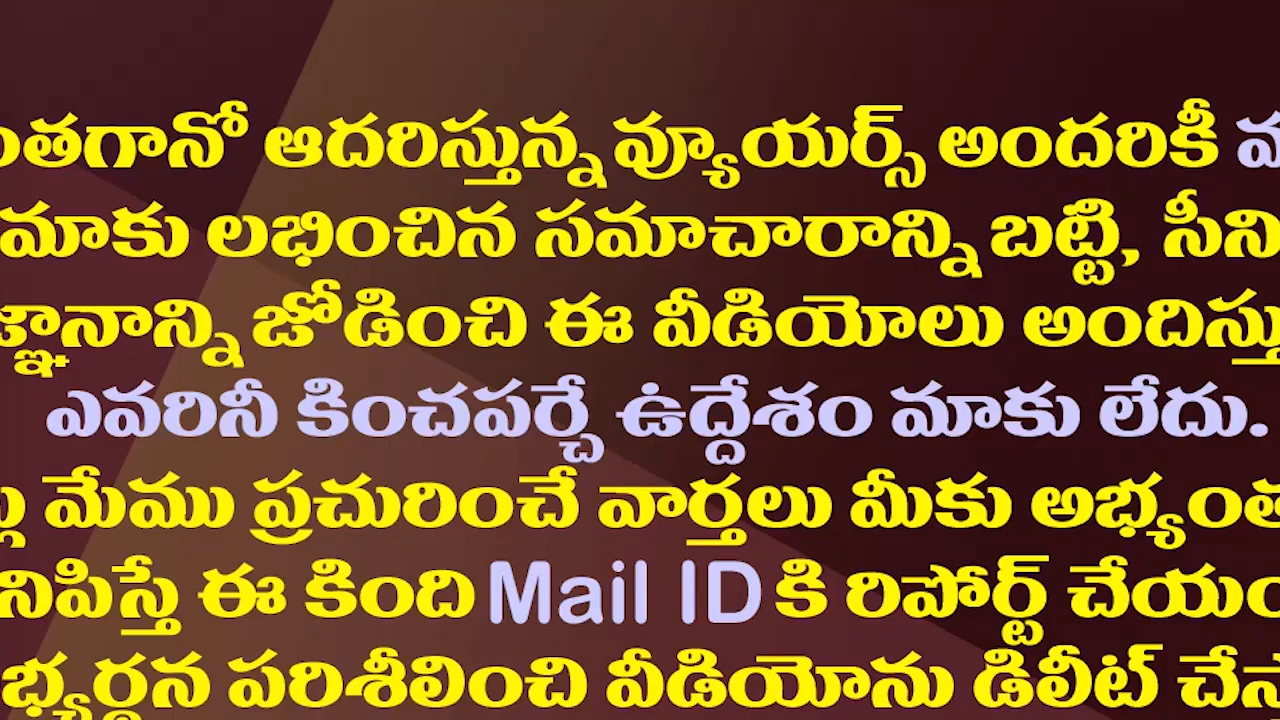 ఆదరిస్తున్న వ్యూయర్స్ అందరికీ
మాకు లభించిన సమాచారాన్ని బట్టి,
జోడించి ఈ వీడియోలు
ఎవరినీ కించపర్చే ఉద్దేశం మాకు లేదు.
మేము ప్రచురించే వార్తలు మీకు
ఈ కింది Mail ID కి రిపోర్ట్
పరిశీలించి వీడియోను డిలీట్